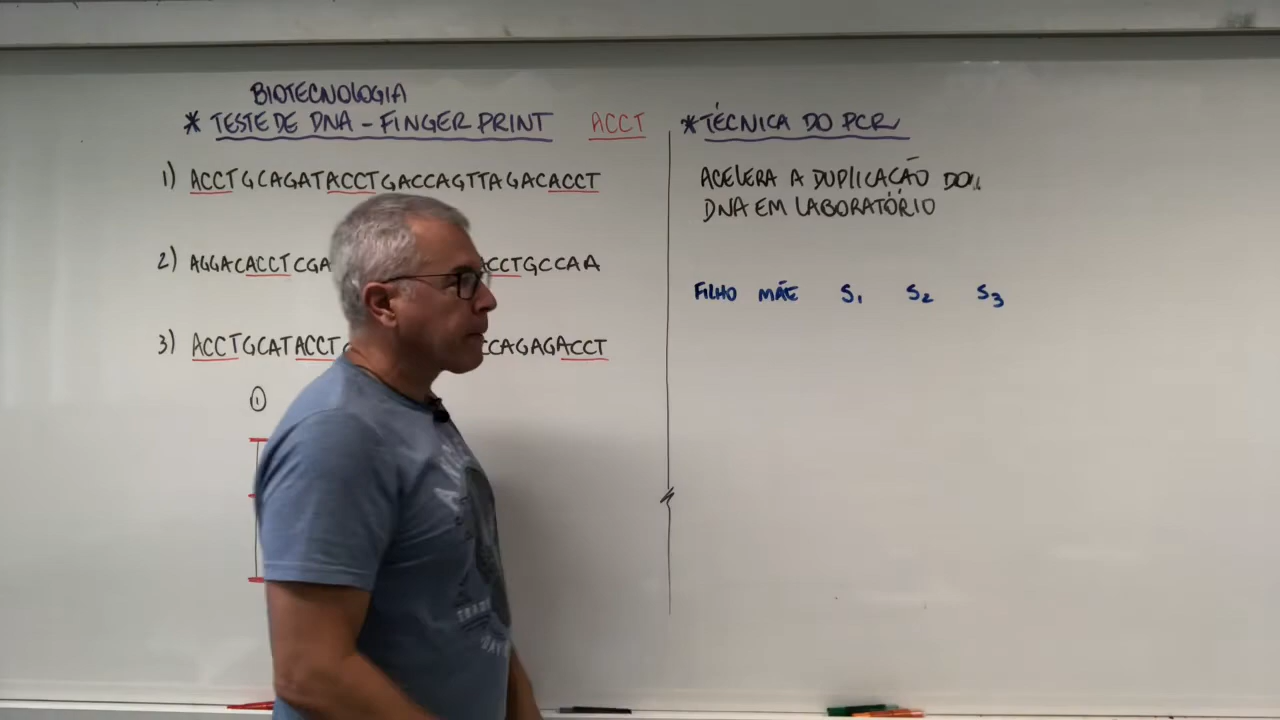 BIOTECNOLOGIA
* TESTE DE DNA - FINGER PRINT ACCT
1) ACCTGCAGATACCTGACCAGTTAGACACCT
2) AGGACACCTCGA CCTGCCAA
3) ACCTGCATACCTG CCAGAGACCT
1
* TÉCNICA DO PCR
ACELERA A DUPLICAÇÃO DO
DNA EM LABORATÓRIO
FILHO MÃE S1 S2 S3